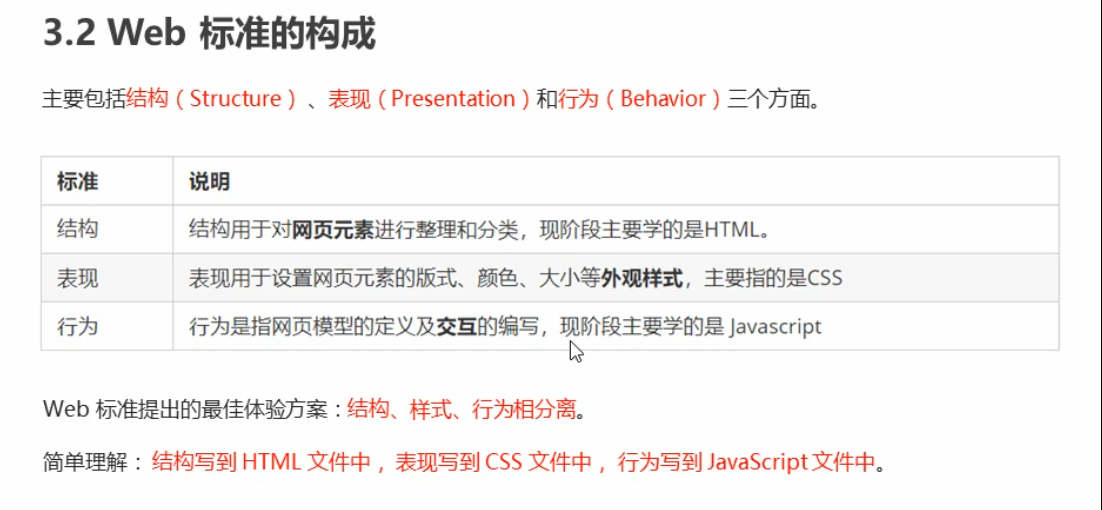 3.2 Web 标准的构成
主要包括结构（Structure）、表现（Presentation）和行为（Behavior）三个方面。
标准 说明
结构 结构用于对网页元素进行整理和分类，现阶段主要学的是HTML。
表现 表现用于设置网页元素的版式、颜色、大小等外观样式，主要指的是CSS
行为 行为是指网页模型的定义及交互的编写，现阶段主要学的是 Javascript
Web 标准提出的最佳体验方案：结构、样式、行为相分离。
简单理解： 结构写到 HTML 文件中， 表现写到 CSS 文件中， 行为写到 JavaScript 文件中。